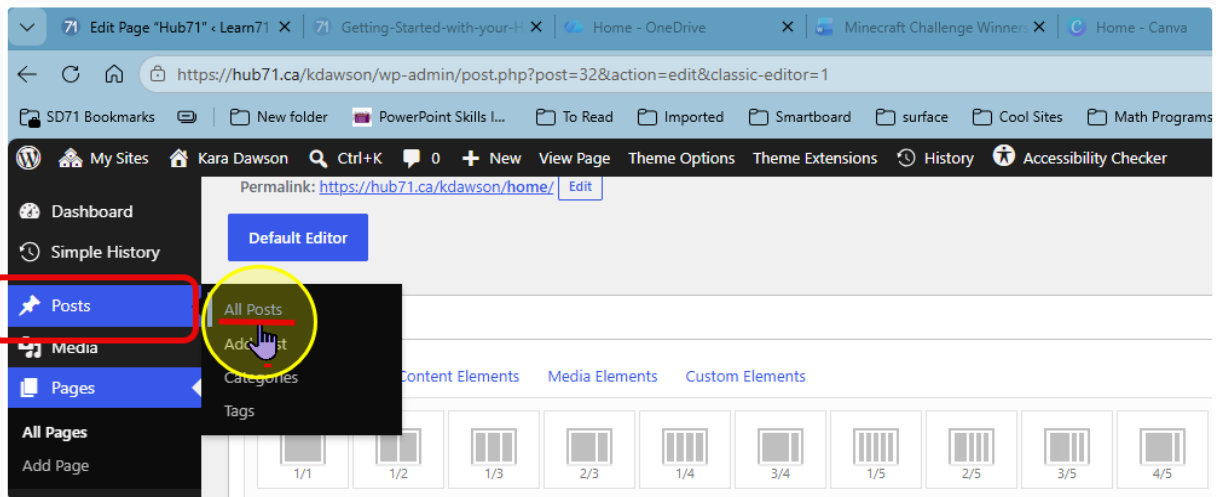 71 Edit Page "Hub71" ‹ Learn71 71 Getting-Started-with-your-H Home - OneDrive Minecraft Challenge Winner C Home - Canva
https://hub71.ca/kdawson/wp-admin/post.php?post=32&action=edit&classic-editor=1
SD71 Bookmarks New folder PowerPoint Skills I... To Read Imported Smartboard surface Cool Sites Math Programs
My Sites Kara Dawson Ctrl+K 0 New View Page Theme Options Theme Extensions History Accessibility Checker
Permalink: https://hub71.ca/kdawson/home/ Edit
Dashboard
Default Editor
Simple History
Posts
All Posts
Media
Add
Categories
Content Elements Media Elements Custom Elements
Pages
Tags
All Pages
Add Page
1/1 1/2 1/3 2/3 1/4 3/4 1/5 2/5 3/5 4/5